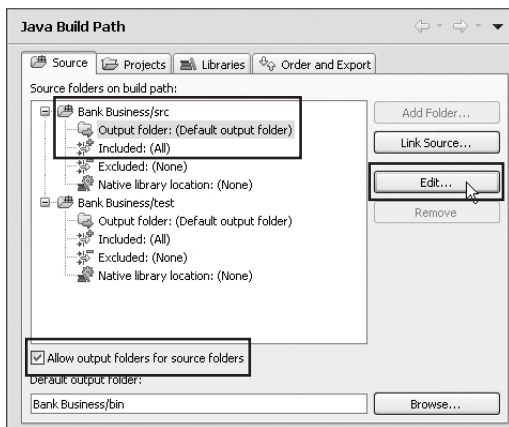 Java Build Path
Source Projects Libraries Order and Export
Source folders on build path:
Bank Business/src
Output folder: (Default output folder)
Included: (All)
Excluded: (None)
Native library location: (None)
Bank Business/test
Output folder: (Default output folder)
Included: (All)
Excluded: (None)
Native library location: (None)
Add Folder...
Link Source...
Edit...
Remove
Allow output folders for source folders
Default output folder:
Bank Business/bin
Browse...